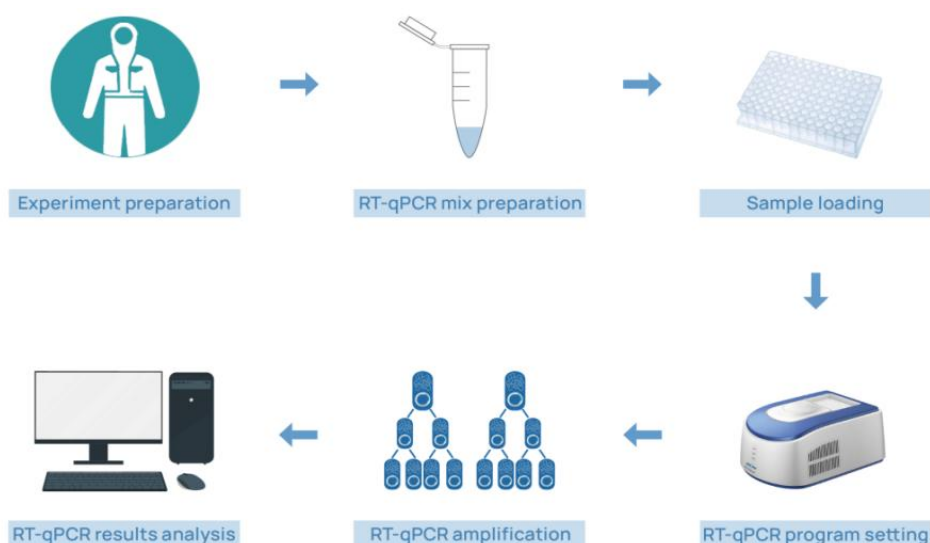 Experiment preparation
RT-qPCR mix preparation
Sample loading
RT-qPCR results analysis
RT-qPCR amplification
RT-qPCR program setting